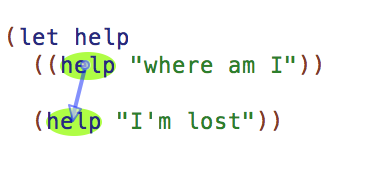 (let help
((help "where am I"))
(help "I'm lost"))